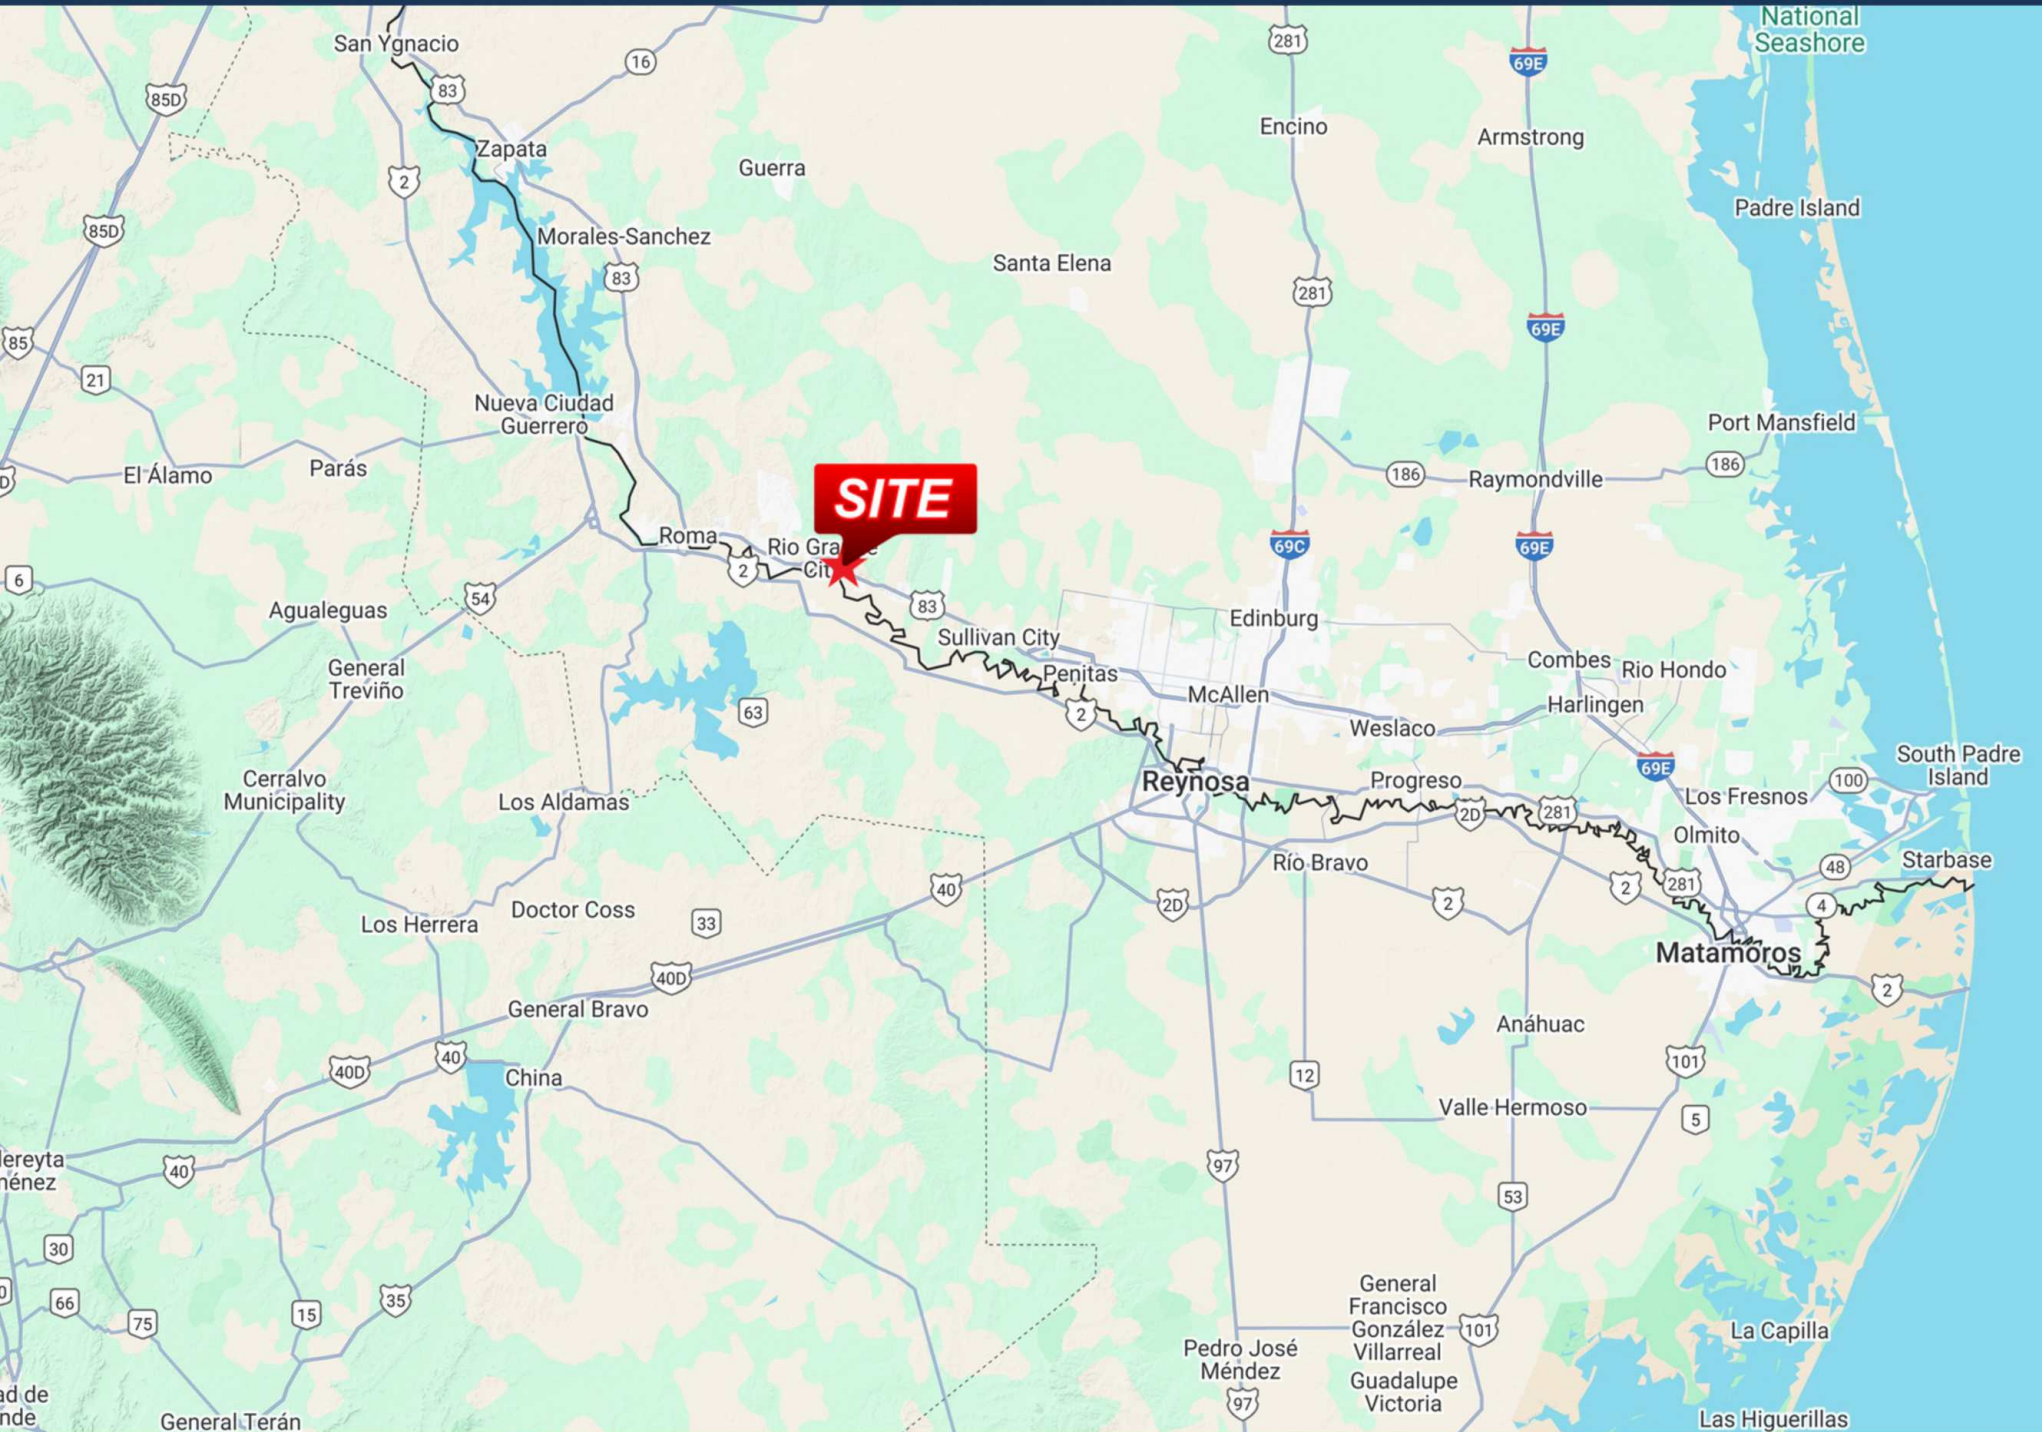 National
Seashore
San Ygnacio
281
69E
16
83
85D
Encino
Armstrong
Zapata
Guerra
2
Padre Island
85D
Morales-Sanchez
Santa Elena
83
281
69E
85
21
Nueva Ciudad
Guerrero
Port Mansfield
El Álamo
Parás
186
Raymondville
186
SITE
Roma
Rio Grande
City
2
69C
69E
6
54
83
Agualeguas
Edinburg
Sullivan City
General
Treviño
Combes
Rio Hondo
Penitas
McAllen
Harlingen
63
2
Weslaco
69E
South Padre
Island
Cerralvo
Municipality
Los Aldamas
Reynosa
Progreso
100
Los Fresnos
2D
281
Olmito
Río Bravo
48
Starbase
40
2D
2
2
281
4
Los Herrera
Doctor Coss
33
Matamoros
40D
2
General Bravo
Anáhuac
40D
40
China
12
101
Valle Hermoso
5
40
97
53
30
General
Francisco
González
Villarreal
66
75
15
35
101
La Capilla
Pedro José
Méndez
Guadalupe
Victoria
97
General Terán
Las Higuerillas